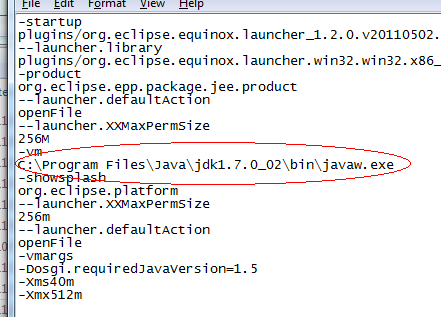 File Edit Format View Help
-startup
plugins/org.eclipse.equinox.launcher_1.2.0.v20110502.
--launcher.library
plugins/org.eclipse.equinox.launcher.win32.win32.x86_
-product
org.eclipse.epp.package.jee.product
--launcher.defaultAction
openFile
--launcher.XXMaxPermSize
256M
-vm
C:\Program Files\Java\jdk1.7.0_02\bin\javaw.exe
-showsplash
org.eclipse.platform
--launcher.XXMaxPermSize
256m
--launcher.defaultAction
openFile
-vmargs
-Dosgi.requiredJavaVersion=1.5
-Xms40m
-Xmx512m